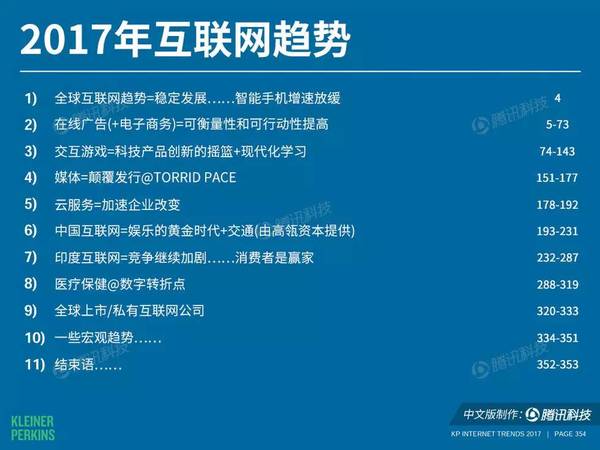 2017年互联网趋势
1) 全球互联网趋势=稳定发展……智能手机增速放缓 4
2) 在线广告(+电子商务)=可衡量性和可行动性提高 5-73
3) 交互游戏=科技产品创新的摇篮+现代化学习 74-143
4) 媒体=颠覆发行@TORRID PACE 151-177
5) 云服务=加速企业改变 178-192
6) 中国互联网=娱乐的黄金时代+交通(由高瓴资本提供) 193-231
7) 印度互联网=竞争继续加剧……消费者是赢家 232-287
8) 医疗保健@数字转折点 288-319
9) 全球上市/私有互联网公司 320-333
10) 一些宏观趋势…… 334-351
11) 结束语…… 352-353
腾讯科技
腾讯科技
腾讯科技
腾讯科技
腾讯科技
KLEINER
PERKINS
中文版制作: 腾讯科技
KP INTERNET TRENDS 2017 | PAGE 354